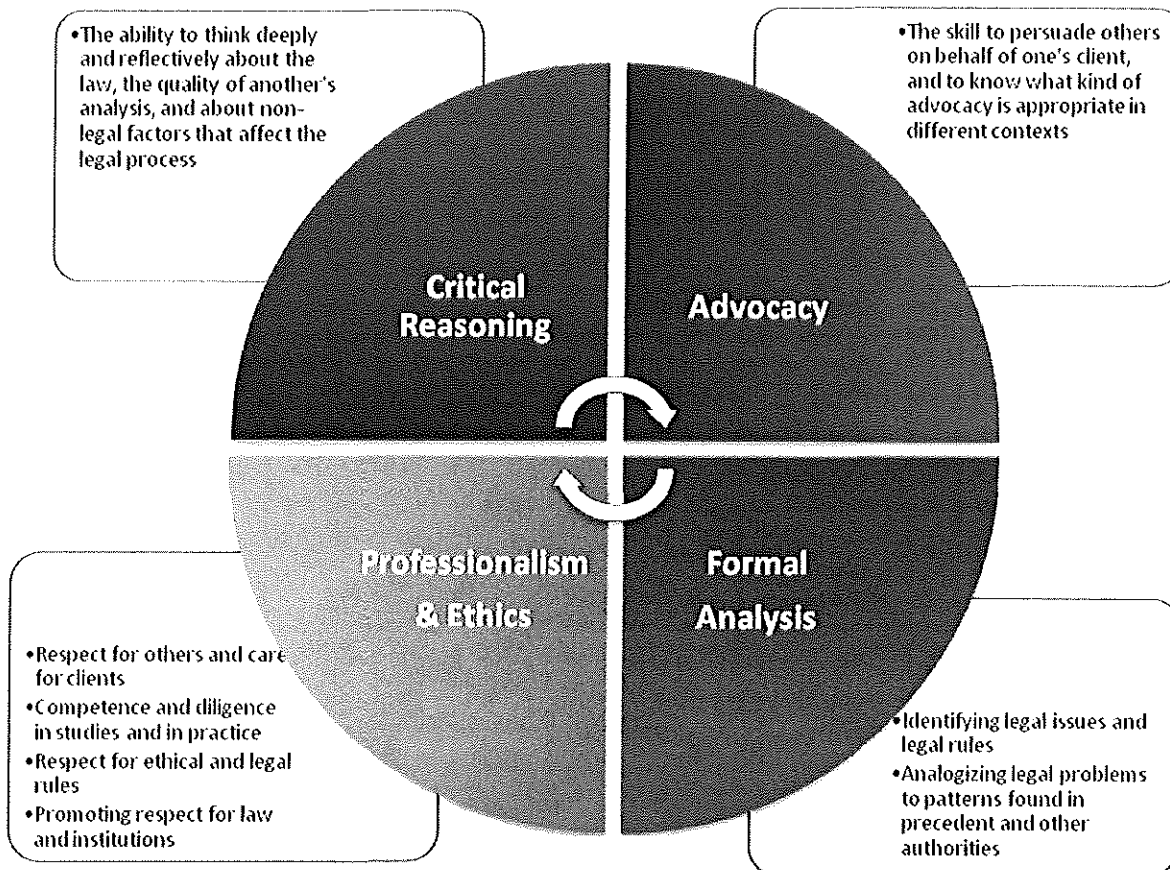 •The ability to think deeply
and reflectively about the
law, the quality of another's
analysis, and about non-
legal factors that affect the
legal process
•The skill to persuade others
on behalf of one's client,
and to know what kind of
advocacy is appropriate in
different contexts
Critical
Reasoning
Advocacy
Professionalism
& Ethics
Formal
Analysis
•Respect for others and care
for clients
•Competence and diligence
in studies and in practice
•Respect for ethical and legal
rules
•Promoting respect for law
and institutions
•Identifying legal issues and
legal rules
•Analogizing legal problems
to patterns found in
precedent and other
authorities